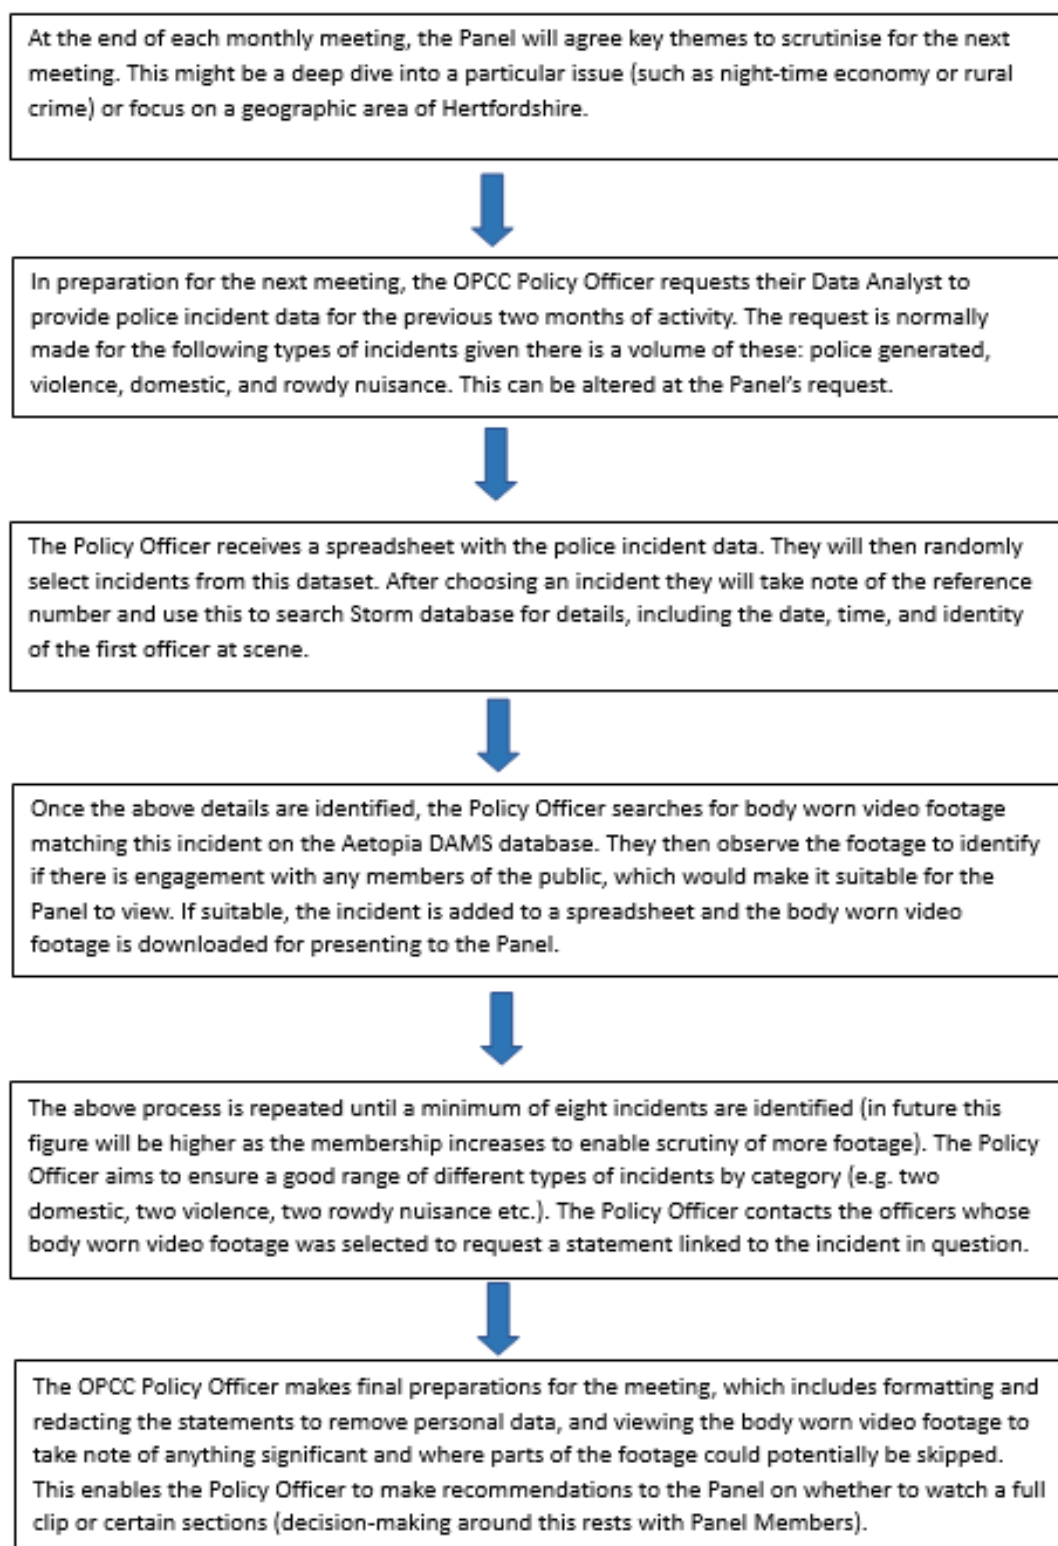 At the end of each monthly meeting, the Panel will agree key themes to scrutinise for the next
meeting. This might be a deep dive into a particular issue (such as night-time economy or rural
crime) or focus on a geographic area of Hertfordshire.
In preparation for the next meeting, the OPCC Policy Officer requests their Data Analyst to
provide police incident data for the previous two months of activity. The request is normally
made for the following types of incidents given there is a volume of these: police generated,
violence, domestic, and rowdy nuisance. This can be altered at the Panel’s request.
The Policy Officer receives a spreadsheet with the police incident data. They will then randomly
select incidents from this dataset. After choosing an incident they will take note of the reference
number and use this to search Storm database for details, including the date, time, and identity
of the first officer at scene.
Once the above details are identified, the Policy Officer searches for body worn video footage
matching this incident on the Aetopia DAMS database. They then observe the footage to identify
if there is engagement with any members of the public, which would make it suitable for the
Panel to view. If suitable, the incident is added to a spreadsheet and the body worn video
footage is downloaded for presenting to the Panel.
The above process is repeated until a minimum of eight incidents are identified (in future this
figure will be higher as the membership increases to enable scrutiny of more footage). The Policy
Officer aims to ensure a good range of different types of incidents by category (e.g. two
domestic, two violence, two rowdy nuisance etc.). The Policy Officer contacts the officers whose
body worn video footage was selected to request a statement linked to the incident in question.
The OPCC Policy Officer makes final preparations for the meeting, which includes formatting and
redacting the statements to remove personal data, and viewing the body worn video footage to
take note of anything significant and where parts of the footage could potentially be skipped.
This enables the Policy Officer to make recommendations to the Panel on whether to watch a full
clip or certain sections (decision-making around this rests with Panel Members).